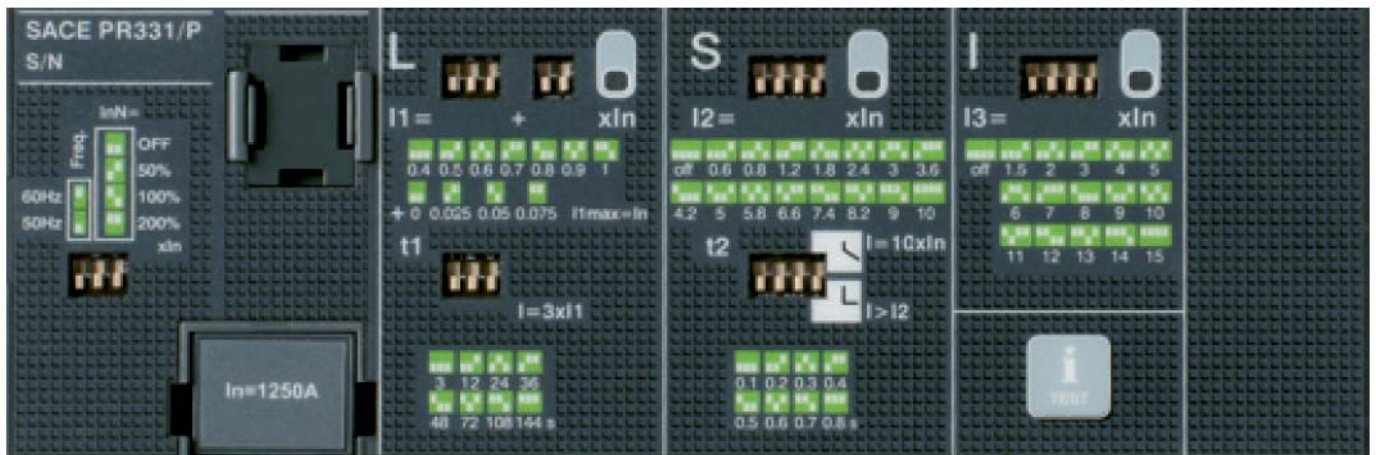 SACE PR331/P
S/N
InN=
Freq.
OFF
50%
60Hz
100%
50Hz
200%
xIn
In=1250A
L
I1= + xIn
0.4 0.5 0.6 0.7 0.8 0.9 1
+ 0 0.025 0.05 0.075 I1max=In
t1
I=3xI1
3 12 24 36
48 72 108 144 s
S
I2= xIn
off 0.6 0.8 1.2 1.8 2.4 3 3.6
4.2 5 5.8 6.6 7.4 8.2 9 10
t2
I=10xIn
I>I2
0.1 0.2 0.3 0.4
0.5 0.6 0.7 0.8 s
I
I3= xIn
off 1.5 2 3 4 5
6 7 8 9 10
11 12 13 14 15
i
TEST